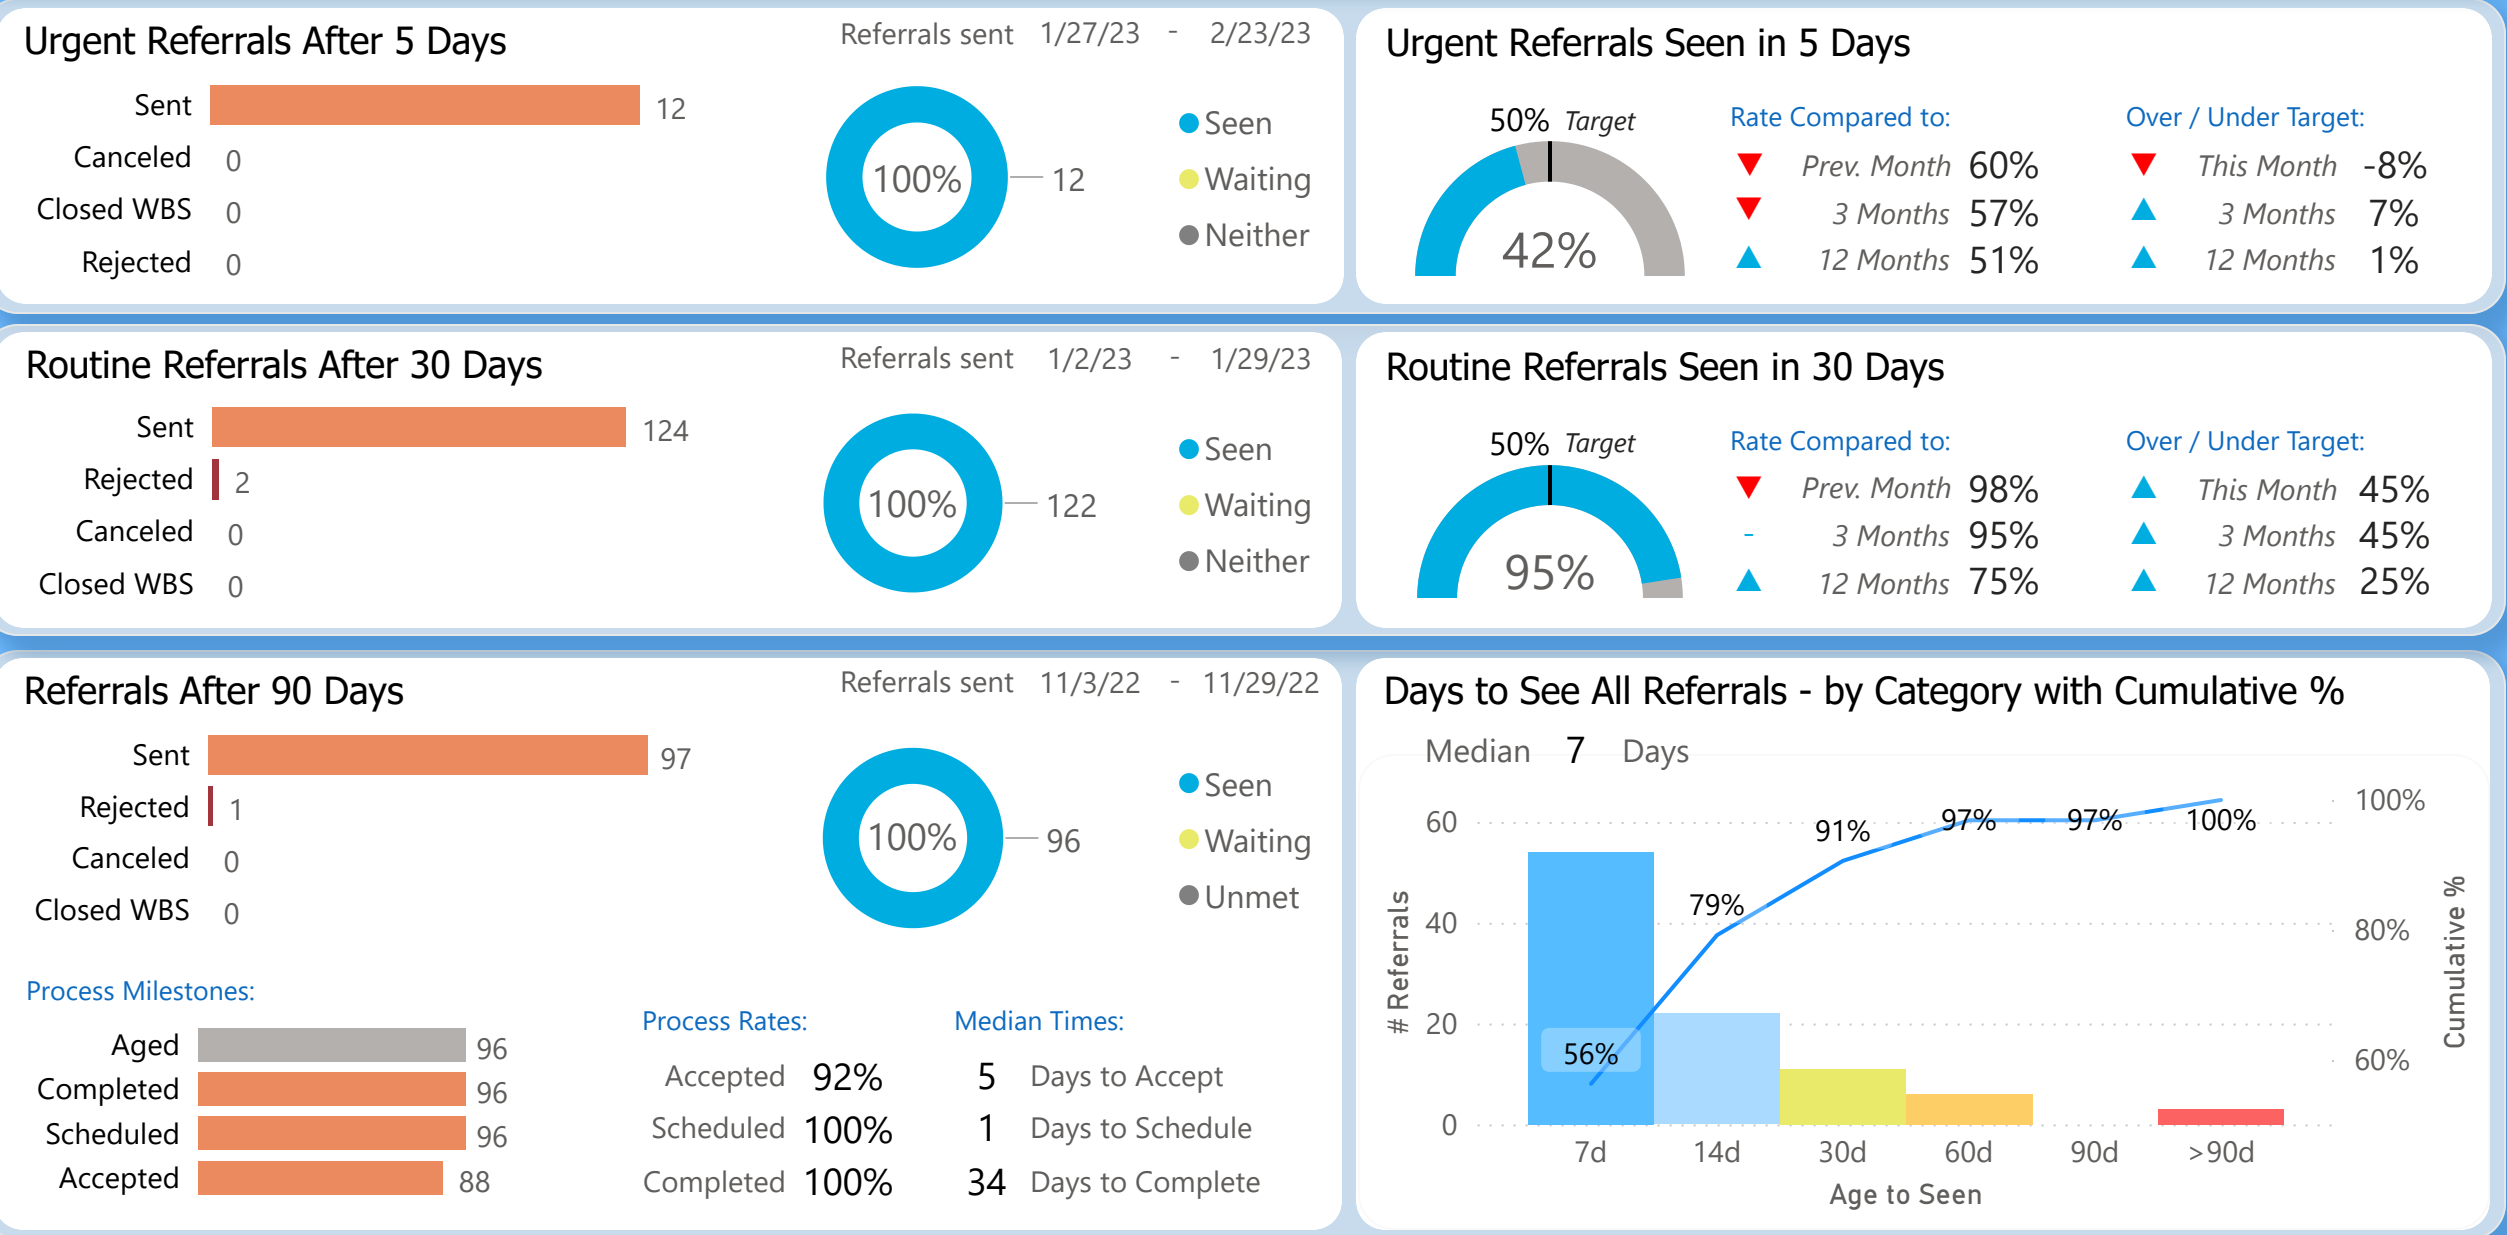 Urgent Referrals After 5 Days
Referrals sent 1/27/23 - 2/23/23
Sent 12
Canceled 0
Closed WBS 0
Rejected 0
100%
12
Seen
Waiting
Neither
Urgent Referrals Seen in 5 Days
50% Target
42%
Rate Compared to:
Prev. Month 60%
3 Months 57%
12 Months 51%
Over / Under Target:
This Month -8%
3 Months 7%
12 Months 1%
Routine Referrals After 30 Days
Referrals sent 1/2/23 - 1/29/23
Sent 124
Rejected 2
Canceled 0
Closed WBS 0
100%
122
Seen
Waiting
Neither
Routine Referrals Seen in 30 Days
50% Target
95%
Rate Compared to:
Prev. Month 98%
- 3 Months 95%
12 Months 75%
Over / Under Target:
This Month 45%
3 Months 45%
12 Months 25%
Referrals After 90 Days
Referrals sent 11/3/22 - 11/29/22
Sent 97
Rejected 1
Canceled 0
Closed WBS 0
100%
96
Seen
Waiting
Unmet
Process Milestones:
Aged 96
Completed 96
Scheduled 96
Accepted 88
Process Rates:
Accepted 92%
Scheduled 100%
Completed 100%
Median Times:
5 Days to Accept
1 Days to Schedule
34 Days to Complete
Days to See All Referrals - by Category with Cumulative %
Median 7 Days
# Referrals
60
40
20
0
56%
79%
91%
97%
97%
100%
100%
80%
60%
Cumulative %
7d 14d 30d 60d 90d >90d
Age to Seen